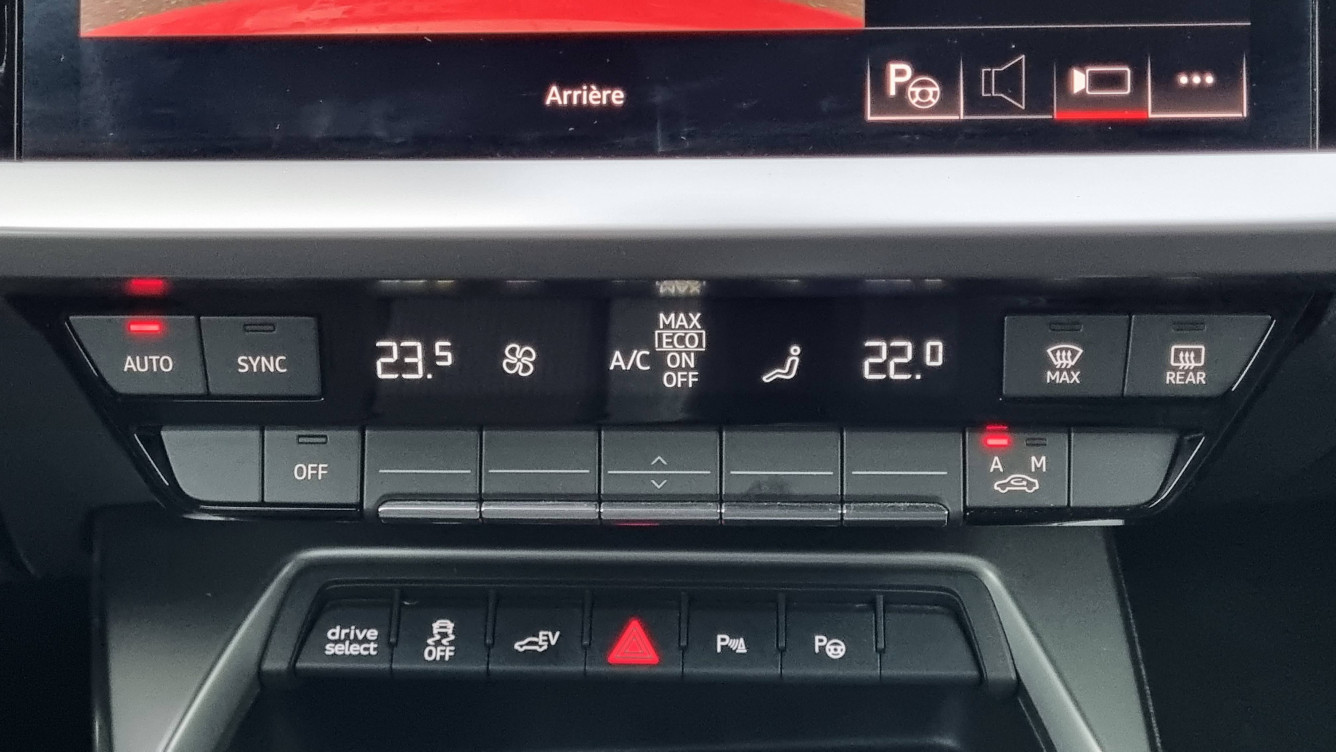 Arrière
P
AUTO
SYNC
23.5
A/C
MAX
ECO
ON
OFF
22.0
MAX
REAR
OFF
A M
drive
select
OFF
EV
P
P